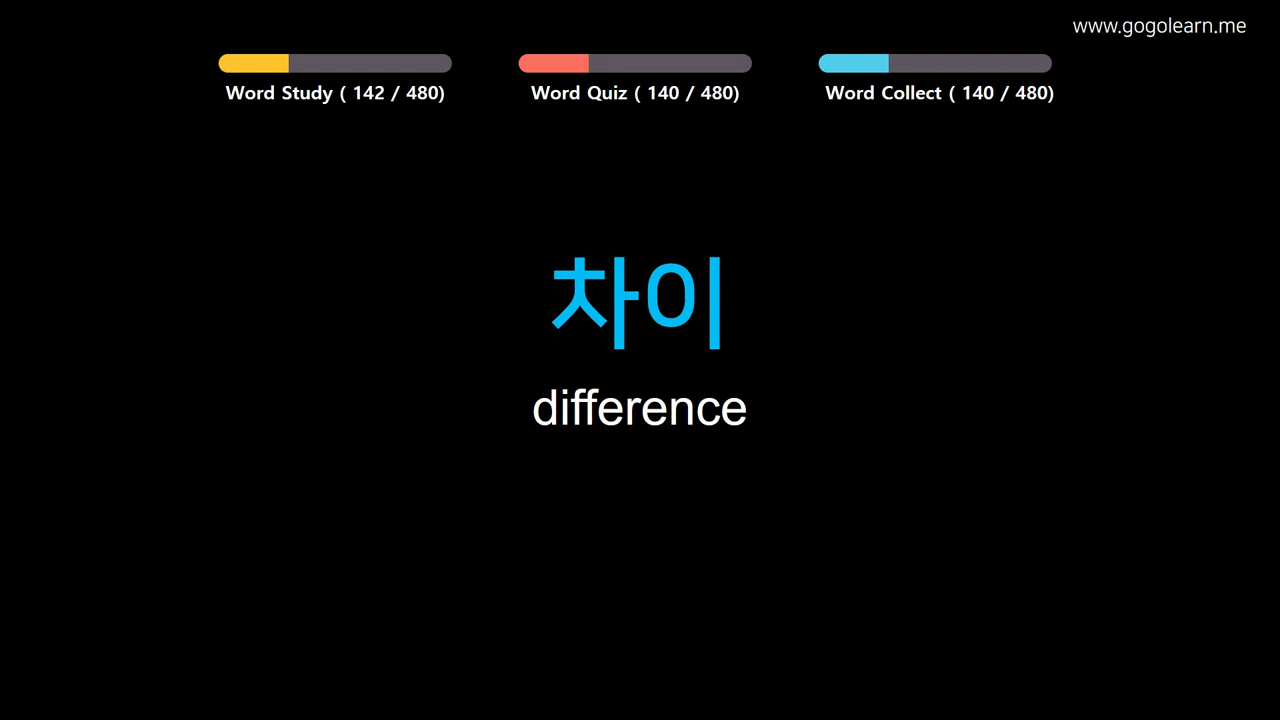 www.gogolearn.me
Word Study ( 142 / 480)
Word Quiz ( 140 / 480)
Word Collect ( 140 / 480)
차이
difference